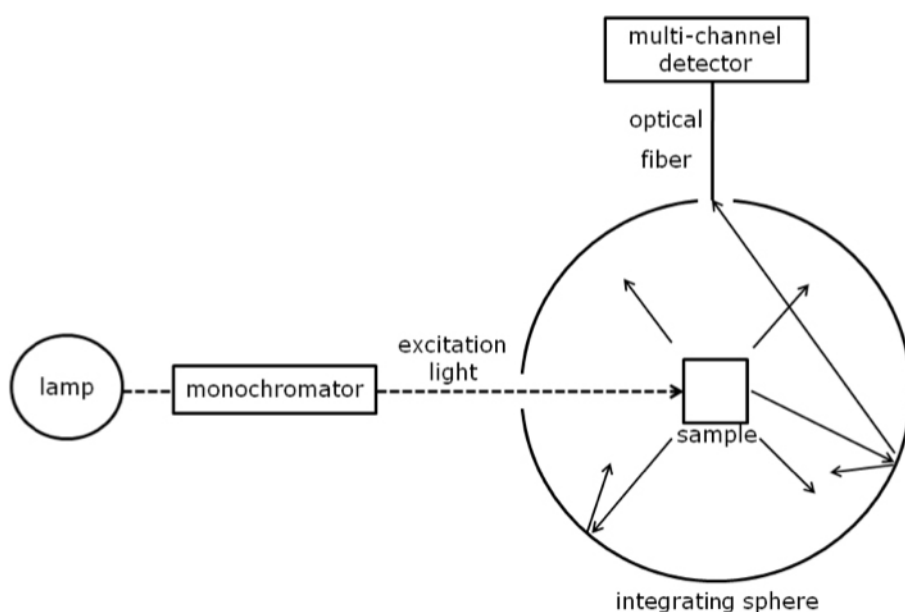 multi-channel
detector
optical
fiber
excitation
light
lamp
monochromator
sample
integrating sphere